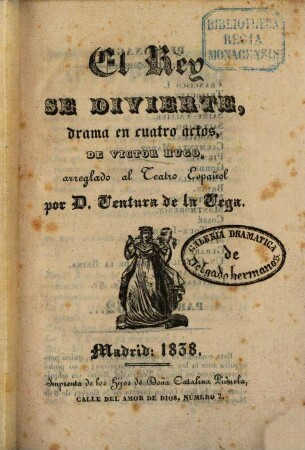 BIBLIOTHECA
REGIA
MONACENSIS
El Rey
SE DIVIERTE,
drama en cuatro actos,
DE VICTOR HUGO,
arreglado al Teatro Español
por D. Ventura de la Vega.
GALERIA DRAMATICA
de
Delgado hermanos.
Madrid: 1838.
Imprenta de los Hijos de Doña Catalina Piñuela,
CALLE DEL AMOR DE DIOS, NÚMERO 7.